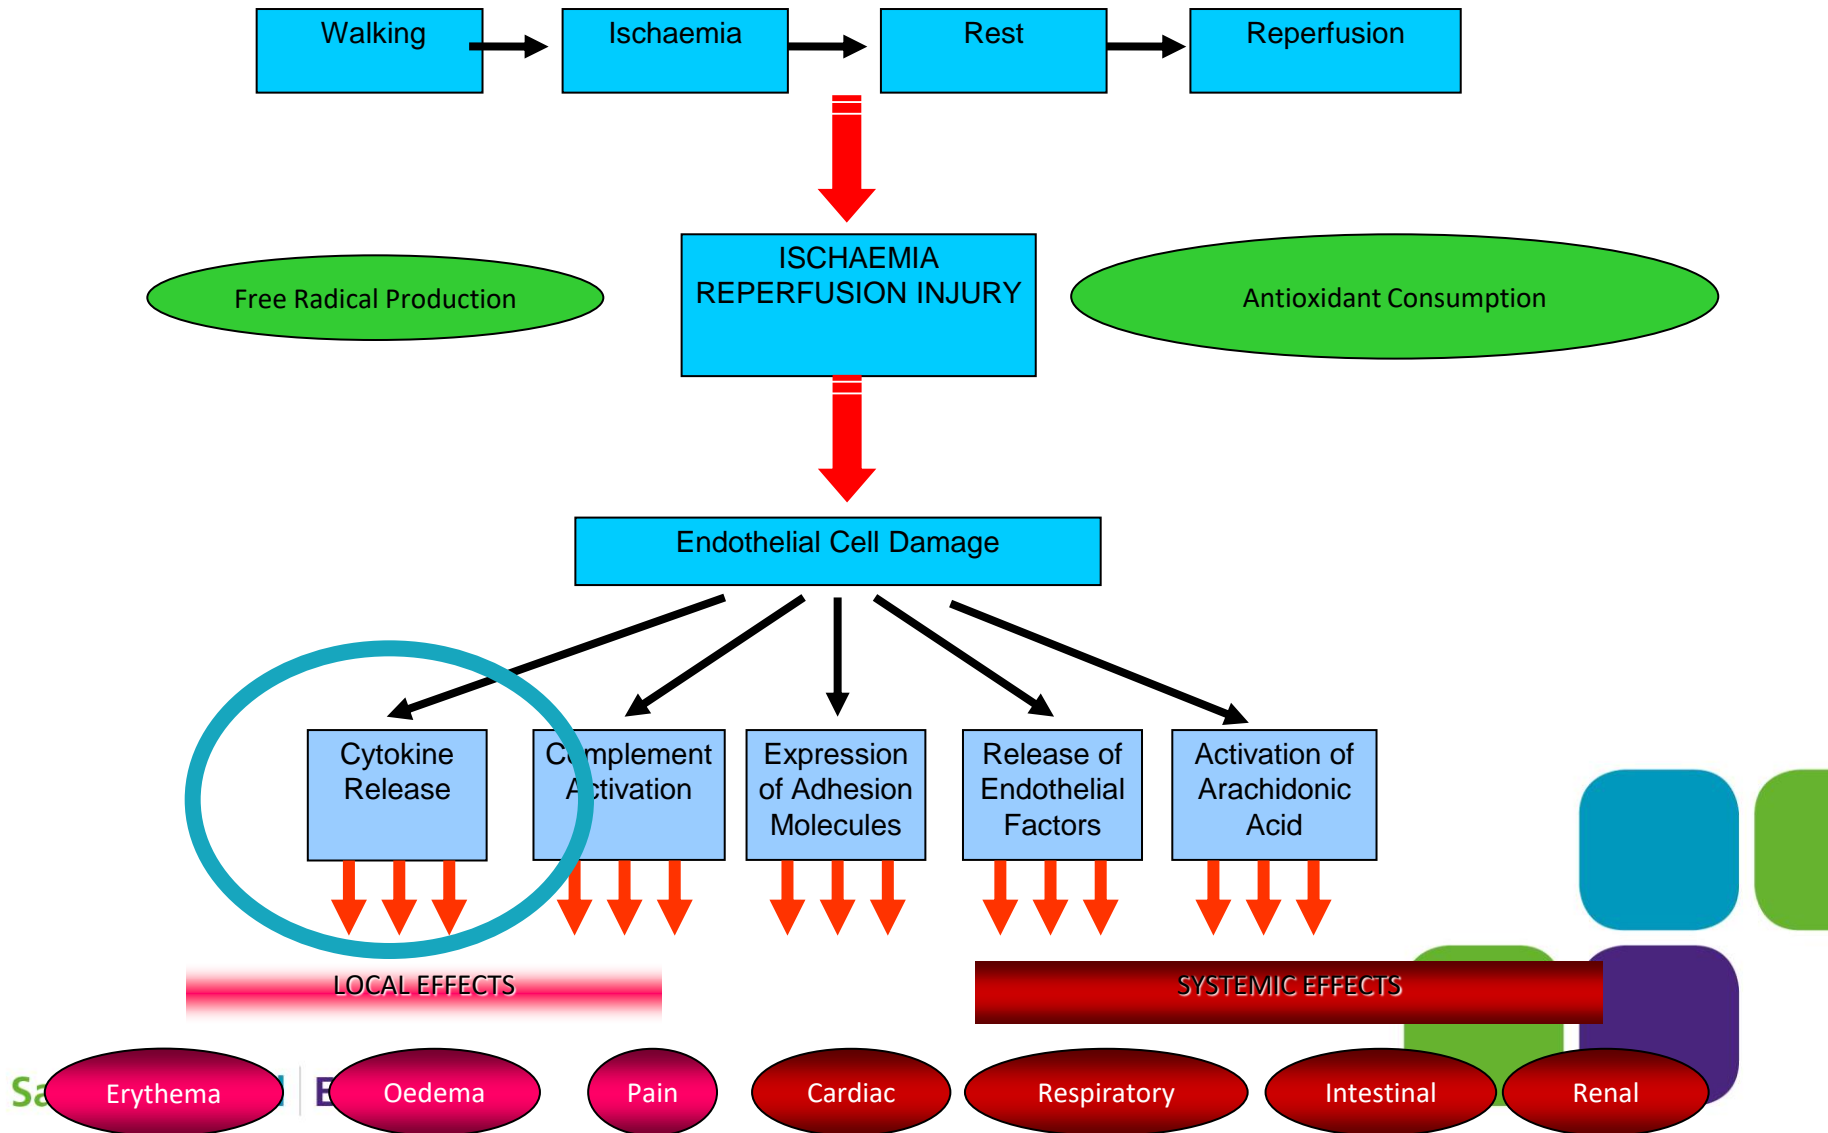 Walking
Ischaemia
Rest
Reperfusion
ISCHAEMIA
REPERFUSION INJURY
Free Radical Production
Antioxidant Consumption
Endothelial Cell Damage
Cytokine
Release
Complement
Activation
Expression
of Adhesion
Molecules
Release of
Endothelial
Factors
Activation of
Arachidonic
Acid
LOCAL EFFECTS
SYSTEMIC EFFECTS
Erythema
Oedema
Pain
Cardiac
Respiratory
Intestinal
Renal